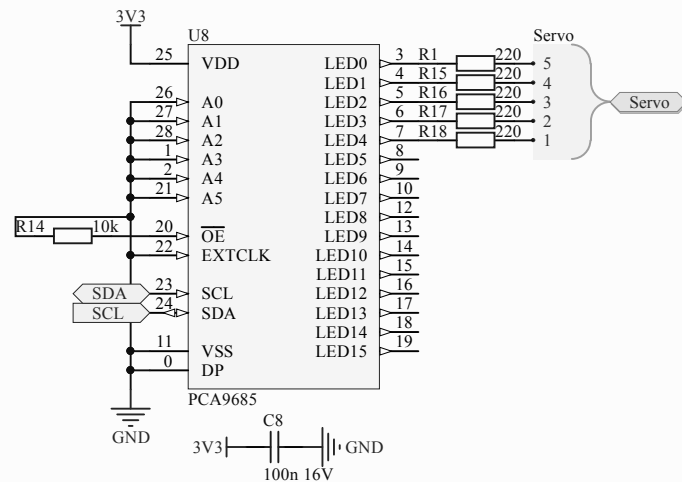 3V3
U8
Servo
25 VDD LED0 3 R1 220 5
LED1 4 R15 220 4
26 A0 LED2 5 R16 220 3 Servo
27 A1 LED3 6 R17 220 2
28 A2 LED4 7 R18 220 1
1 A3 LED5 8
2 A4 LED6 9
21 A5 LED7 10
LED8 12
R14 10k 20 OE LED9 13
22 EXTCLK LED10 14
LED11 15
SDA 23 SCL LED12 16
SCL 24 SDA LED13 17
LED14 18
11 VSS LED15 19
0 DP
PCA9685
GND
C8
3V3 GND
100n 16V